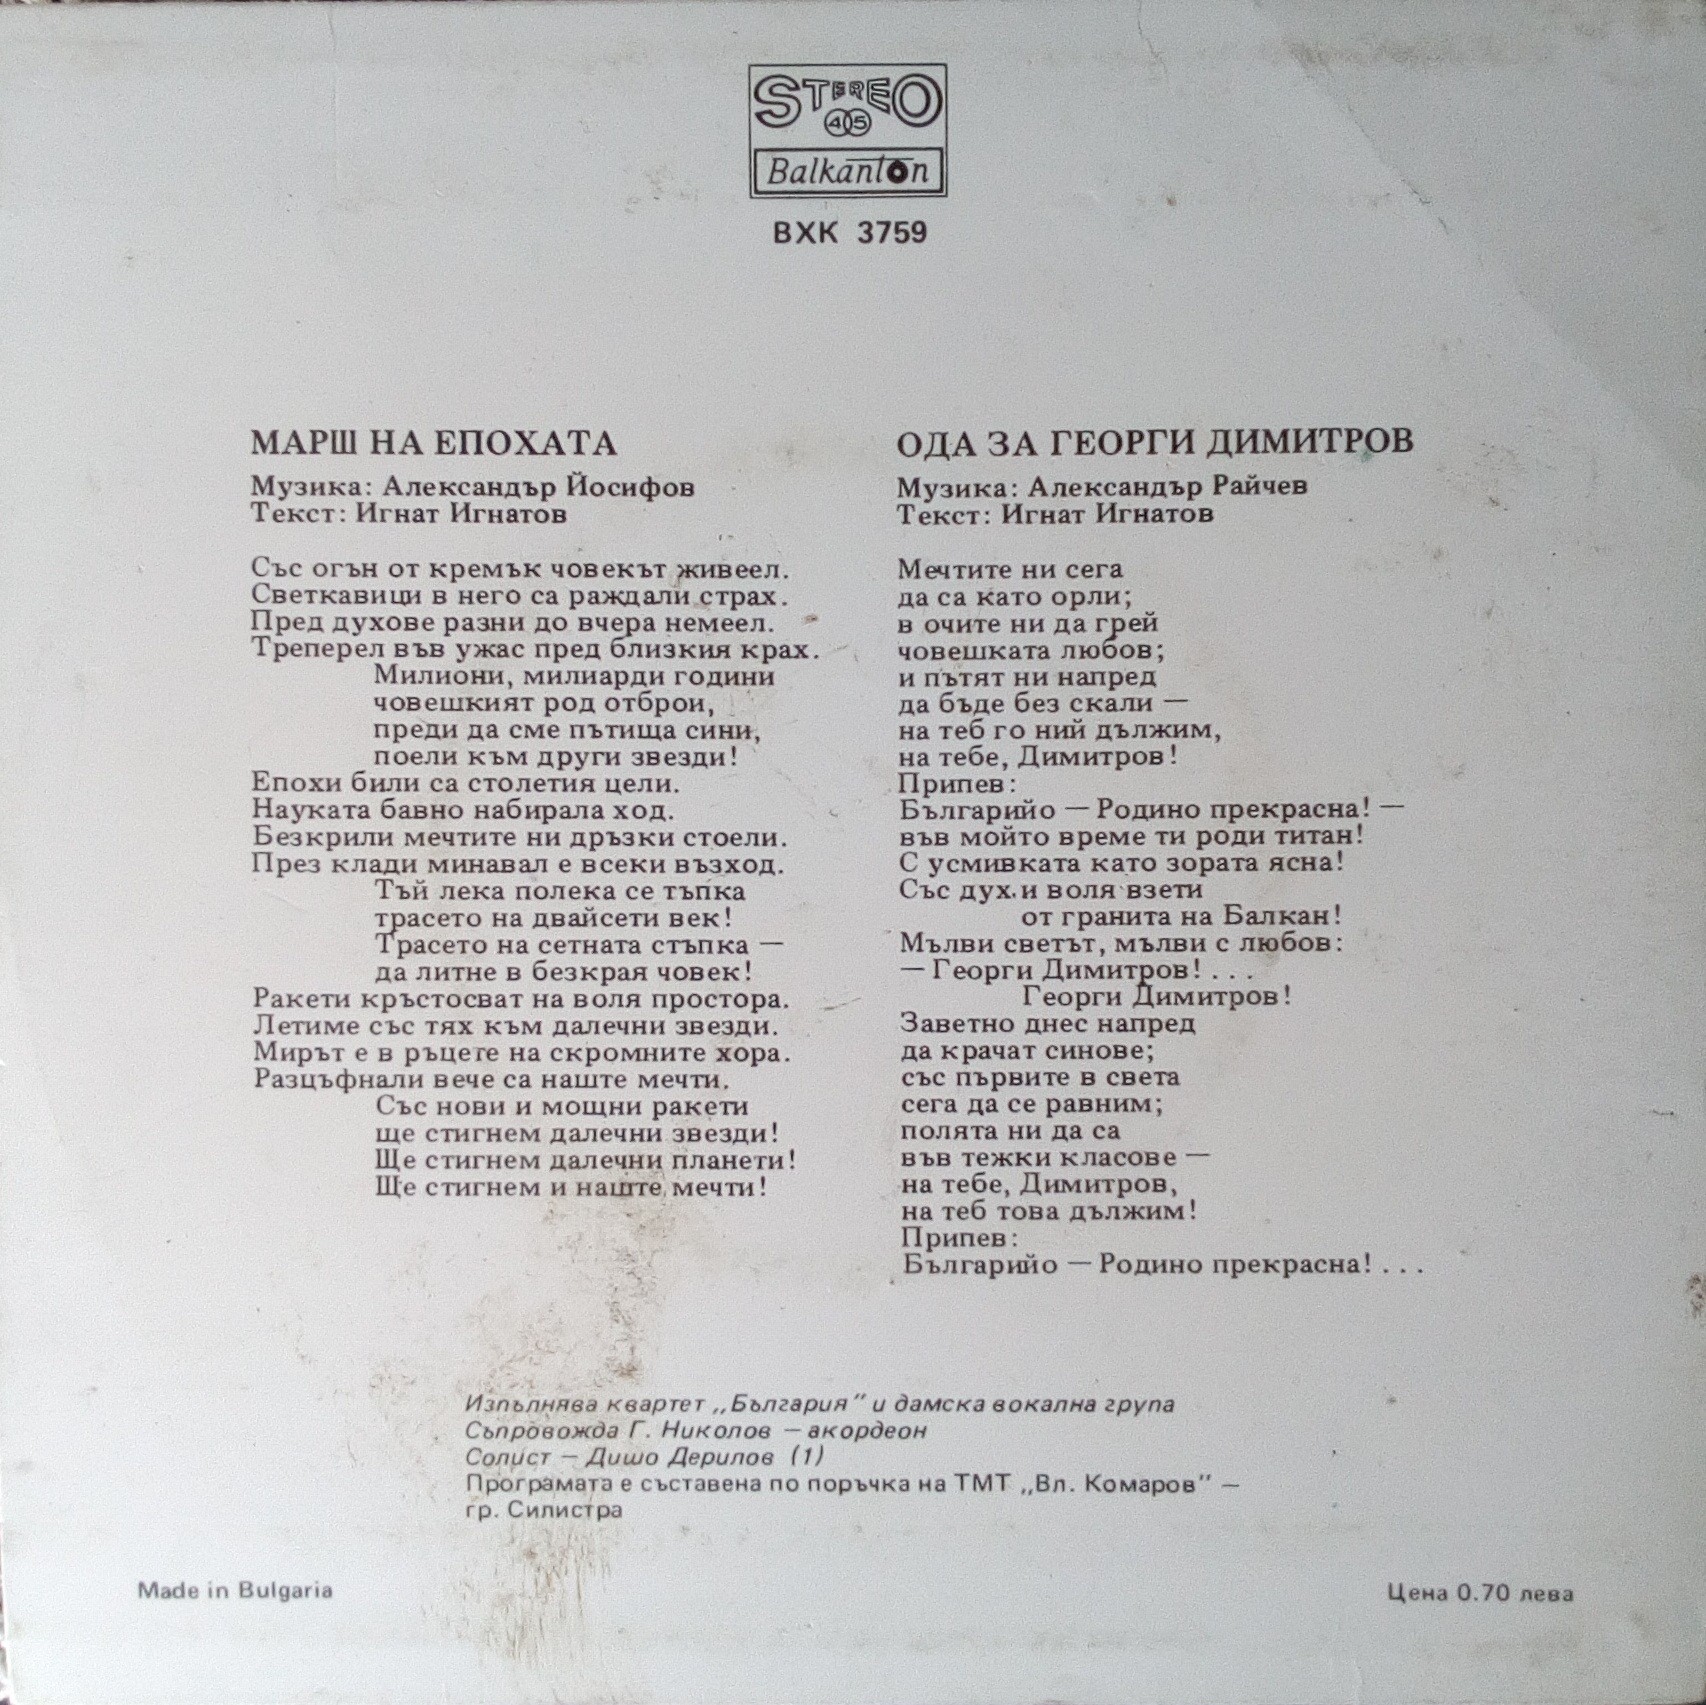 STEREO
45
Balkanton
ВХК 3759
МАРШ НА ЕПОХАТА
Музика: Александър Йосифов
Текст: Игнат Игнатов
Със огън от кремък човекът живеел.
Светкавици в него са раждали страх.
Пред духове разни до вчера немеел.
Треперел във ужас пред близкия крах.
Милиони, милиарди години
човешкият род отброи,
преди да сме пътища сини,
поели към други звезди!
Епохи били са столетия цели.
Науката бавно набирала ход.
Безкрили мечтите ни дръзки стоели.
През клади минавал е всеки възход.
Тъй лека полека се тъпка
трасето на двайсети век!
Трасето на сетната стъпка —
да литне в безкрая човек!
Ракети кръстосват на воля простора.
Летиме със тях към далечни звезди.
Мирът е в ръцете на скромните хора.
Разцъфнали вече са наште мечти.
Със нови и мощни ракети
ще стигнем далечни звезди!
Ще стигнем далечни планети!
Ще стигнем и наште мечти!
ОДА ЗА ГЕОРГИ ДИМИТРОВ
Музика: Александър Райчев
Текст: Игнат Игнатов
Мечтите ни сега
да са като орли;
в очите ни да грей
човешката любов;
и пътят ни напред
да бъде без скали —
на теб го ний дължим,
на тебе, Димитров!
Припев:
Българийо — Родино прекрасна! —
във мойто време ти роди титан!
С усмивката като зората ясна!
Със дух и воля взети
от гранита на Балкан!
Мълви светът, мълви с любов:
— Георги Димитров! . . .
Георги Димитров!
Заветно днес напред
да крачат синове;
със първите в света
сега да се равним;
полята ни да са
във тежки класове —
на тебе, Димитров,
на теб това дължим!
Припев:
Българийо — Родино прекрасна! . . .
Изпълнява квартет „България" и дамска вокална група
Съпровожда Г. Николов — акордеон
Солист — Дишо Дерилов (1)
Програмата е съставена по поръчка на ТМТ „Вл. Комаров" —
гр. Силистра
Made in Bulgaria
Цена 0.70 лева